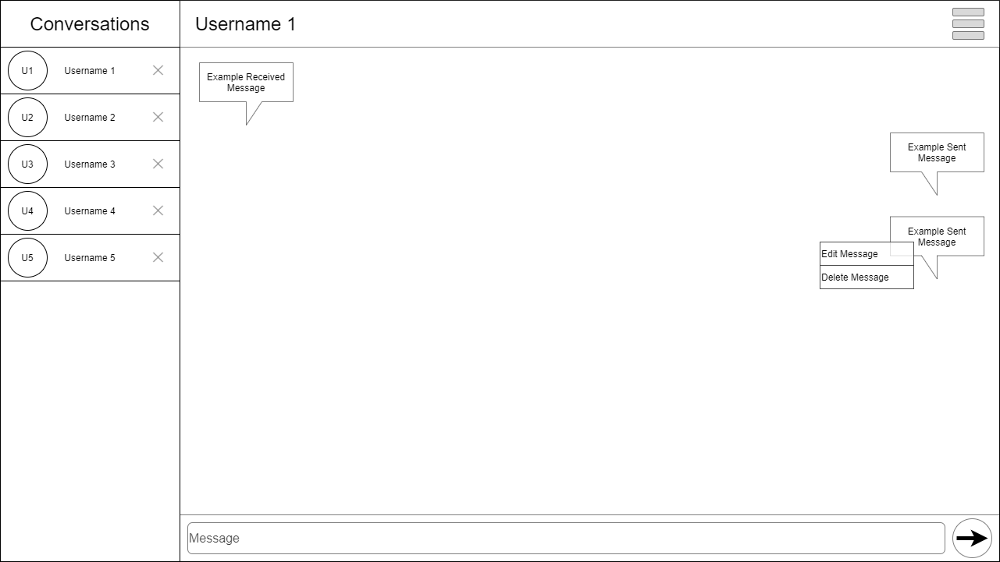 Conversations
Username 1
U1
Username 1
U2
Username 2
U3
Username 3
U4
Username 4
U5
Username 5
Example Received
Message
Example Sent
Message
Example Sent
Message
Edit Message
Delete Message
Message